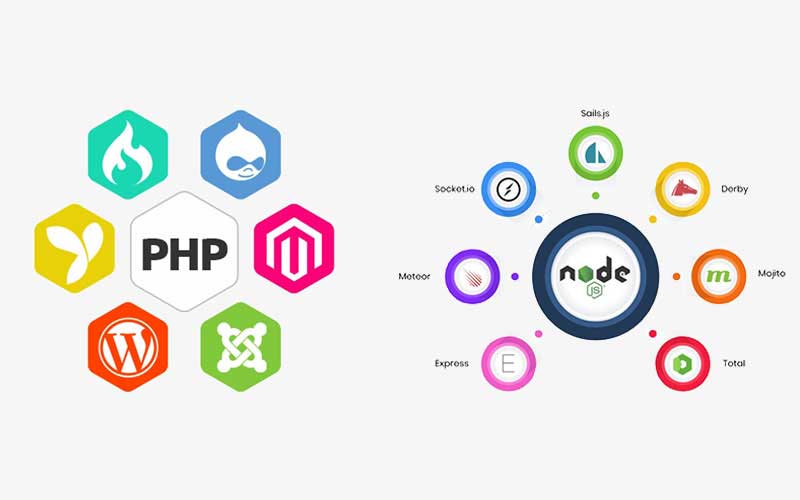 PHP
Sails.js
Socket.io
Derby
Meteor
node
JS
m
Mojito
Express
E
Total
W